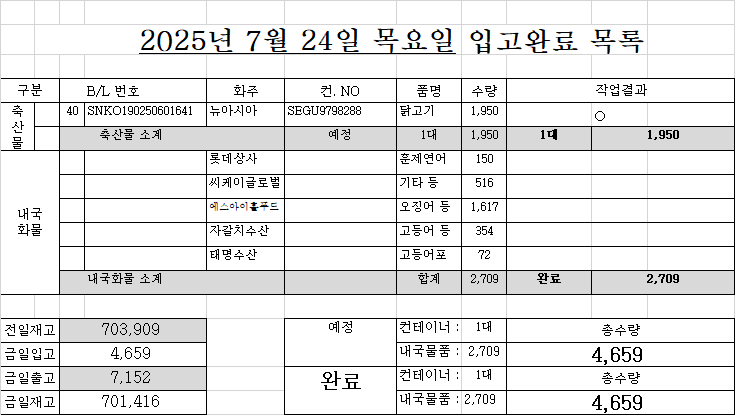 2025년 7월 24일 목요일 입고완료 목록
구분 B/L 번호 화주 컨. NO 품명 수량 작업결과
축산물 40 SNKO190250601641 뉴아시아 SEGU9798288 닭고기 1,950 ○
축산물 소계 예정 1대 1,950 1대 1,950
내국화물 롯데상사 훈제연어 150
씨케이글로벌 기타 등 516
에스아이홀푸드 오징어 등 1,617
자갈치수산 고등어 등 354
태명수산 고등어포 72
내국화물 소계 합계 2,709 완료 2,709
전일재고 703,909 예정 컨테이너 : 1대 총수량
금일입고 4,659 내국물품 : 2,709 4,659
금일출고 7,152 완료 컨테이너 : 1대 총수량
금일재고 701,416 내국물품 : 2,709 4,659